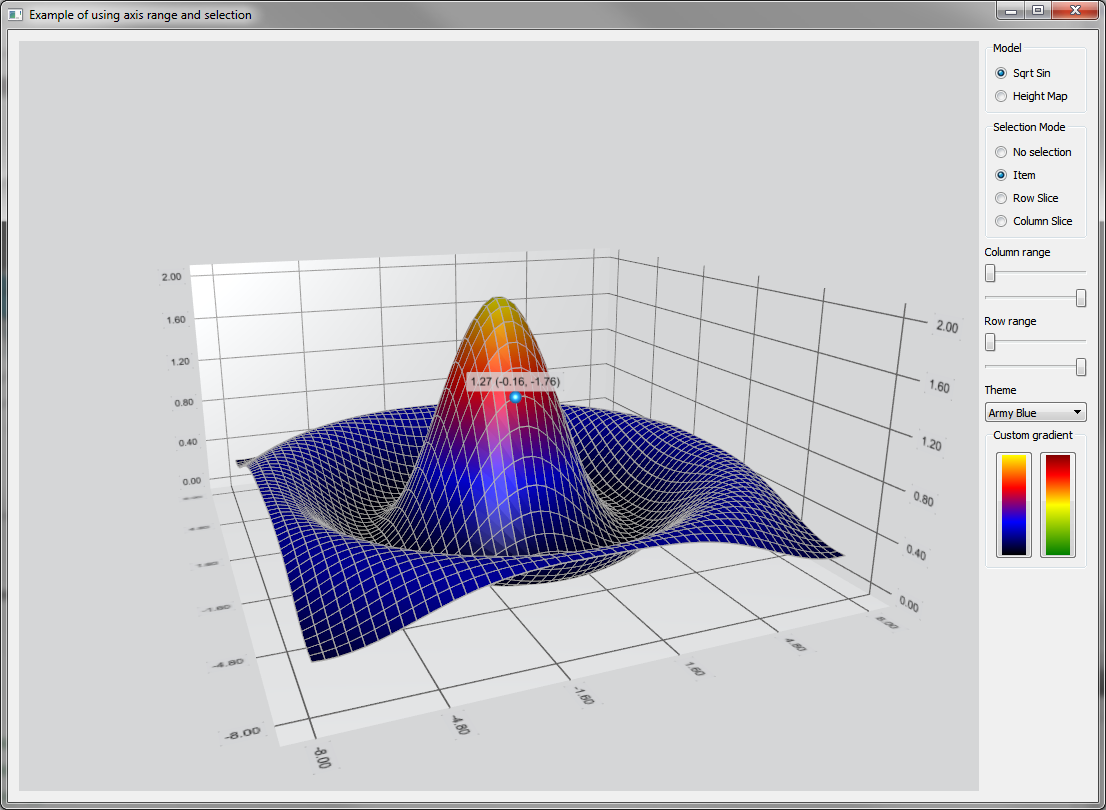 Example of using axis range and selection
Model
Sqrt Sin
Height Map
Selection Mode
No selection
Item
Row Slice
Column Slice
Column range
Row range
Theme
Army Blue
Custom gradient
2.00
1.60
1.20
0.80
0.40
0.00
1.27 (-0.16, -1.76)
2.00
1.60
1.20
0.80
0.40
0.00
-1.60
-4.80
-8.00
-8.00
-4.80
-1.60
1.60
4.80
8.00